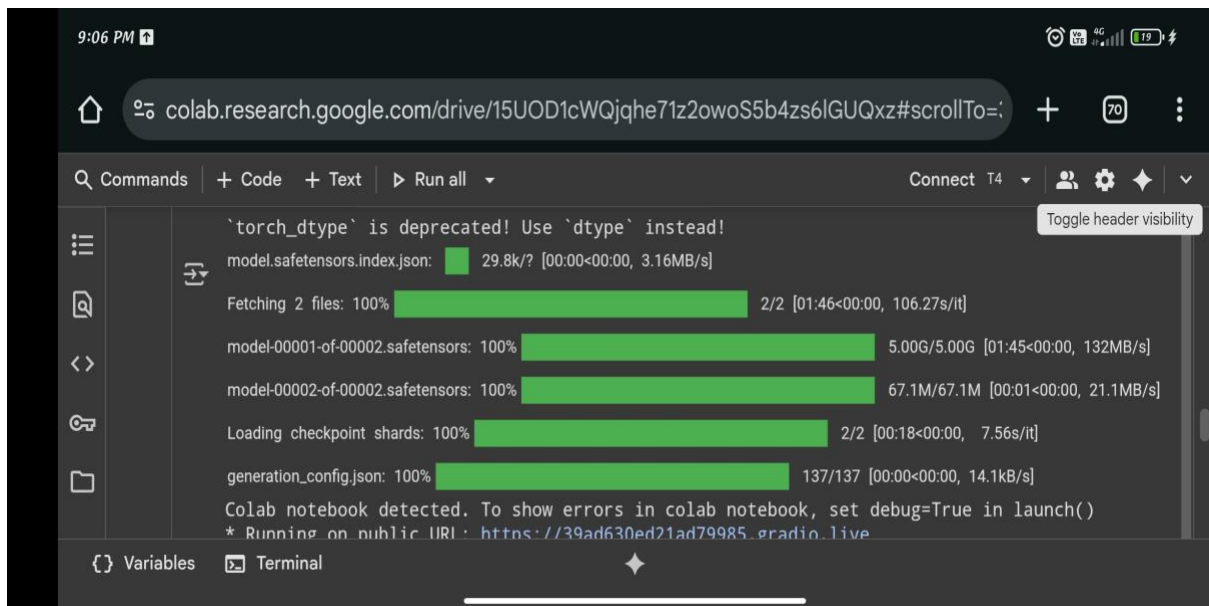 9:06 PM
Vo LTE 4G 19
colab.research.google.com/drive/15UOD1cWQjqhe71z2owoS5b4zs6lGUQxz#scrollTo=
70
Commands + Code + Text Run all Connect T4
Toggle header visibility
`torch_dtype` is deprecated! Use `dtype` instead!
model.safetensors.index.json: 29.8k/? [00:00<00:00, 3.16MB/s]
Fetching 2 files: 100% 2/2 [01:46<00:00, 106.27s/it]
model-00001-of-00002.safetensors: 100% 5.00G/5.00G [01:45<00:00, 132MB/s]
model-00002-of-00002.safetensors: 100% 67.1M/67.1M [00:01<00:00, 21.1MB/s]
Loading checkpoint shards: 100% 2/2 [00:18<00:00, 7.56s/it]
generation_config.json: 100% 137/137 [00:00<00:00, 14.1kB/s]
Colab notebook detected. To show errors in colab notebook, set debug=True in launch()
* Running on public URL: https://39ad630ed21ad79985.gradio.live
{} Variables Terminal